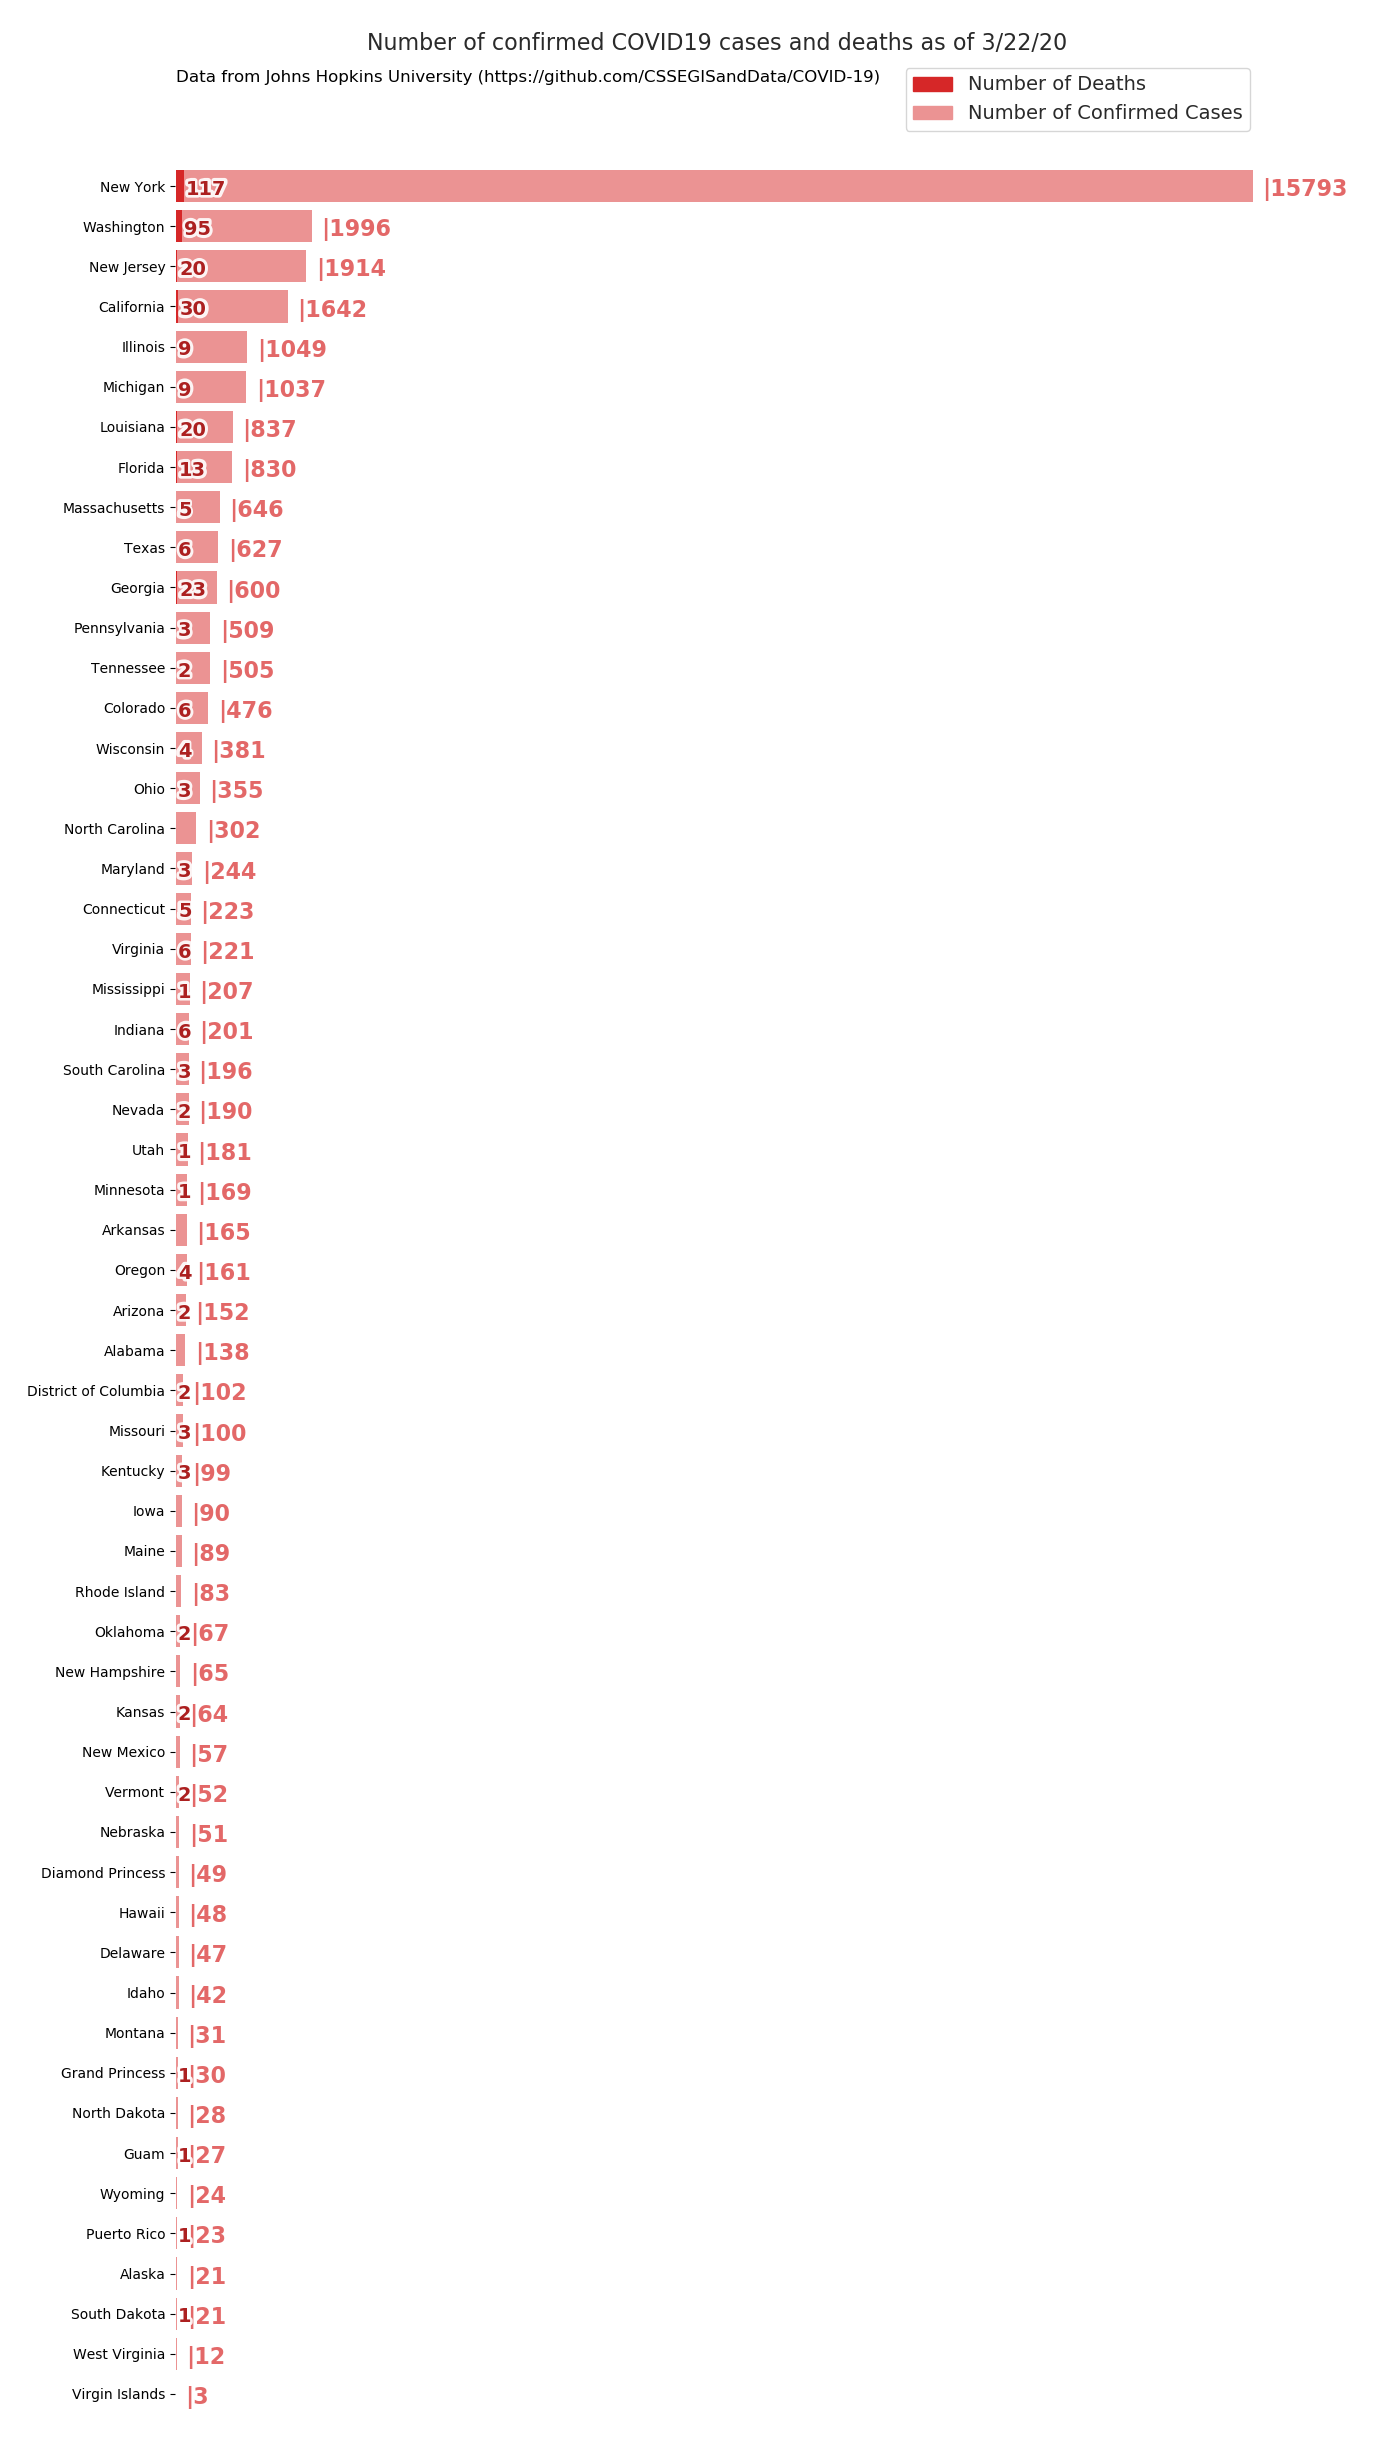 Number of confirmed COVID19 cases and deaths as of 3/22/20
Data from Johns Hopkins University (https://github.com/CSSEGISandData/COVID-19)
Number of Deaths
Number of Confirmed Cases
New York 117 |15793
Washington 95 |1996
New Jersey 20 |1914
California 30 |1642
Illinois 9 |1049
Michigan 9 |1037
Louisiana 20 |837
Florida 13 |830
Massachusetts 5 |646
Texas 6 |627
Georgia 23 |600
Pennsylvania 3 |509
Tennessee 2 |505
Colorado 6 |476
Wisconsin 4 |381
Ohio 3 |355
North Carolina |302
Maryland 3 |244
Connecticut 5 |223
Virginia 6 |221
Mississippi 1 |207
Indiana 6 |201
South Carolina 3 |196
Nevada 2 |190
Utah 1 |181
Minnesota 1 |169
Arkansas |165
Oregon 4 |161
Arizona 2 |152
Alabama |138
District of Columbia 2 |102
Missouri 3 |100
Kentucky 3 |99
Iowa |90
Maine |89
Rhode Island |83
Oklahoma 2 |67
New Hampshire |65
Kansas 2 |64
New Mexico |57
Vermont 2 |52
Nebraska |51
Diamond Princess |49
Hawaii |48
Delaware |47
Idaho |42
Montana |31
Grand Princess 1 |30
North Dakota |28
Guam 1 |27
Wyoming |24
Puerto Rico 1 |23
Alaska |21
South Dakota 1 |21
West Virginia |12
Virgin Islands |3